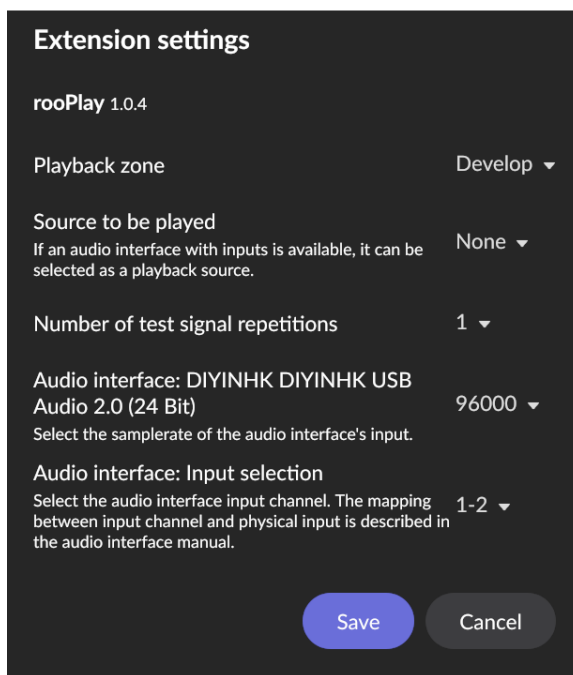 Extension settings
rooPlay 1.0.4
Playback zone Develop
Source to be played
If an audio interface with inputs is available, it can be
selected as a playback source.
None
Number of test signal repetitions 1
Audio interface: DIYINHK DIYINHK USB
Audio 2.0 (24 Bit)
Select the samplerate of the audio interface's input.
96000
Audio interface: Input selection
Select the audio interface input channel. The mapping
between input channel and physical input is described in
the audio interface manual.
1-2
Save Cancel